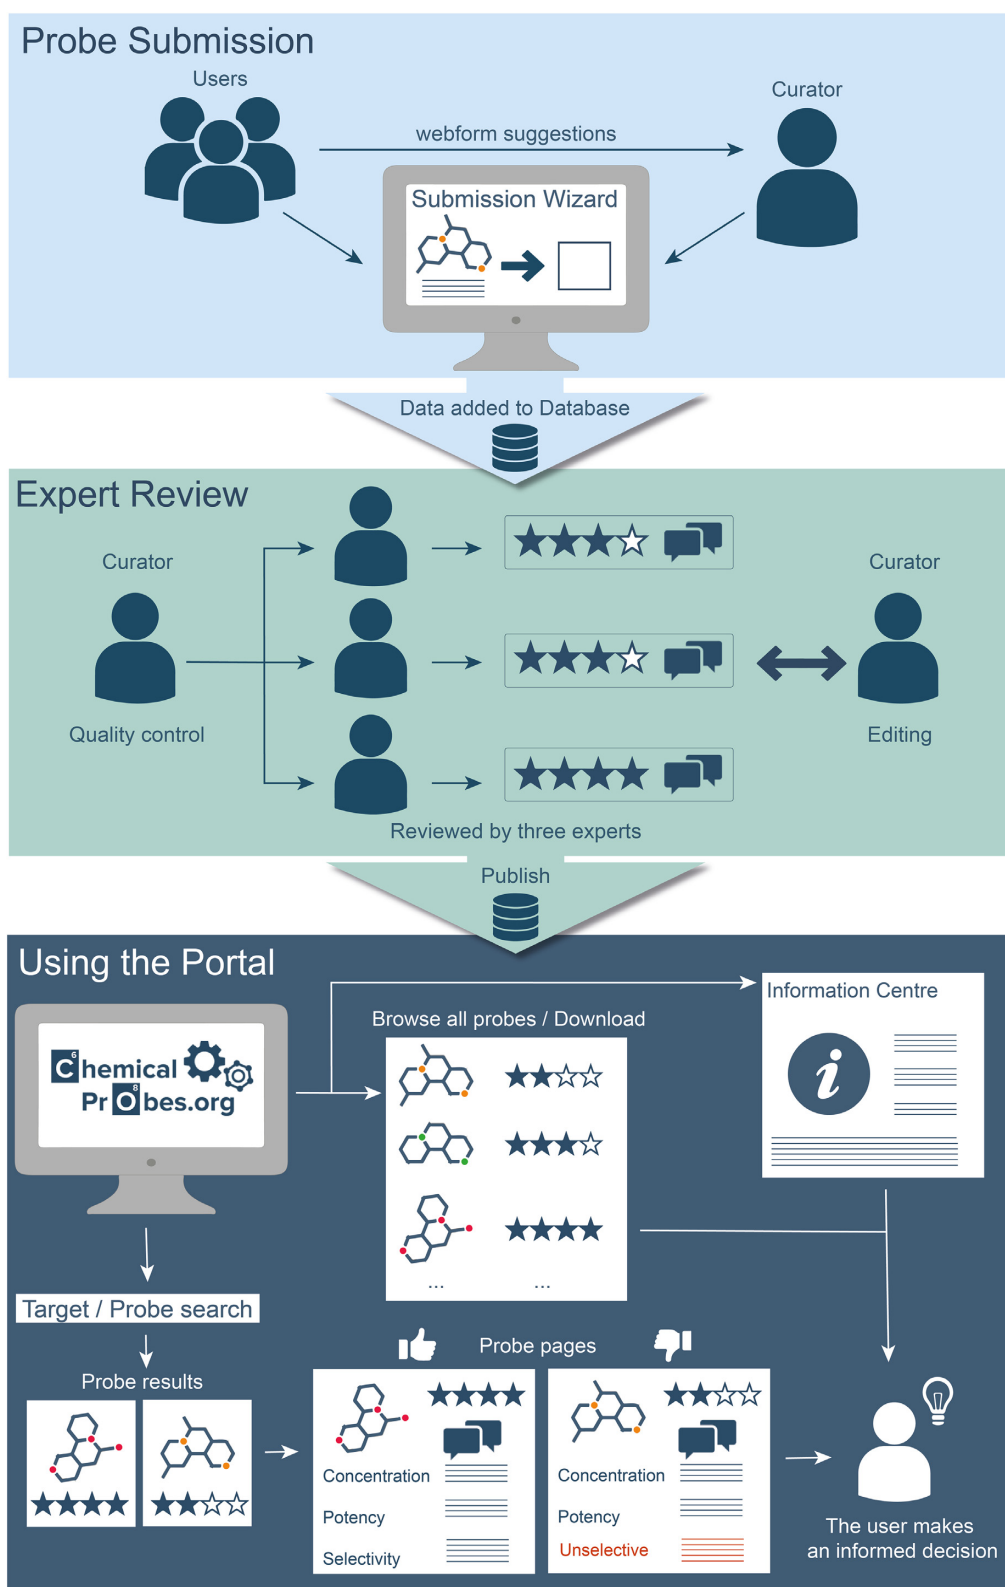 Probe Submission
Users
Curator
webform suggestions
Submission Wizard
Data added to Database
Expert Review
Curator
Curator
Quality control
Editing
Reviewed by three experts
Publish
Using the Portal
Information Centre
Browse all probes / Download
6
Chemical
8
PrObes.org
i
... ...
Target / Probe search
Probe pages
Probe results
Concentration
Potency
Selectivity
Concentration
Potency
Unselective
The user makes
an informed decision